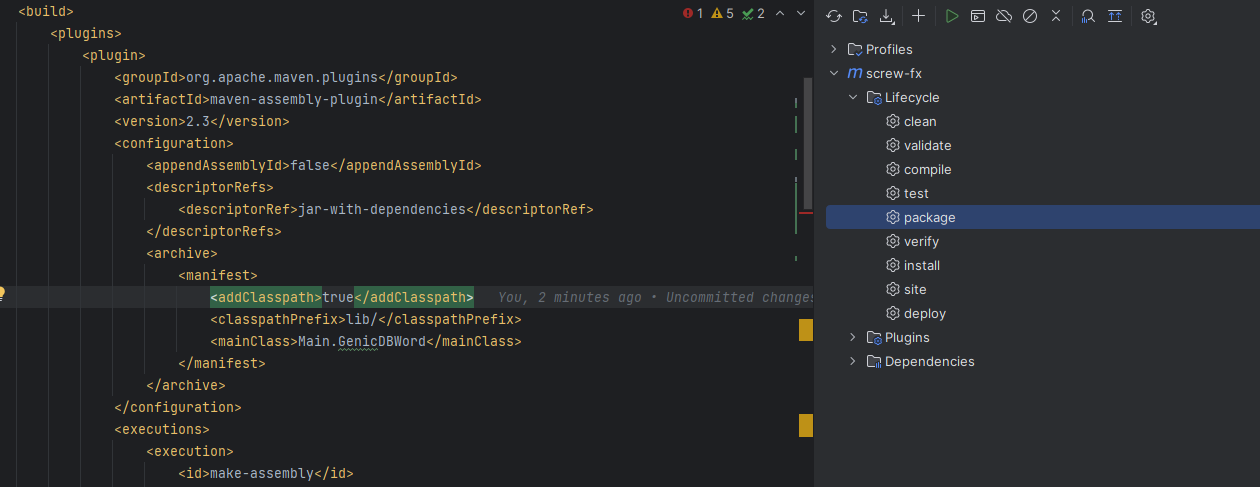 <build>
<plugins>
<plugin>
<groupId>org.apache.maven.plugins</groupId>
<artifactId>maven-assembly-plugin</artifactId>
<version>2.3</version>
<configuration>
<appendAssemblyId>false</appendAssemblyId>
<descriptorRefs>
<descriptorRef>jar-with-dependencies</descriptorRef>
</descriptorRefs>
<archive>
<manifest>
<addClasspath>true</addClasspath> You, 2 minutes ago • Uncommitted changes
<classpathPrefix>lib/</classpathPrefix>
<mainClass>Main.GenicDBWord</mainClass>
</manifest>
</archive>
</configuration>
<executions>
<execution>
<id>make-assembly</id>
1 5 2
Profiles
m screw-fx
Lifecycle
clean
validate
compile
test
package
verify
install
site
deploy
Plugins
Dependencies